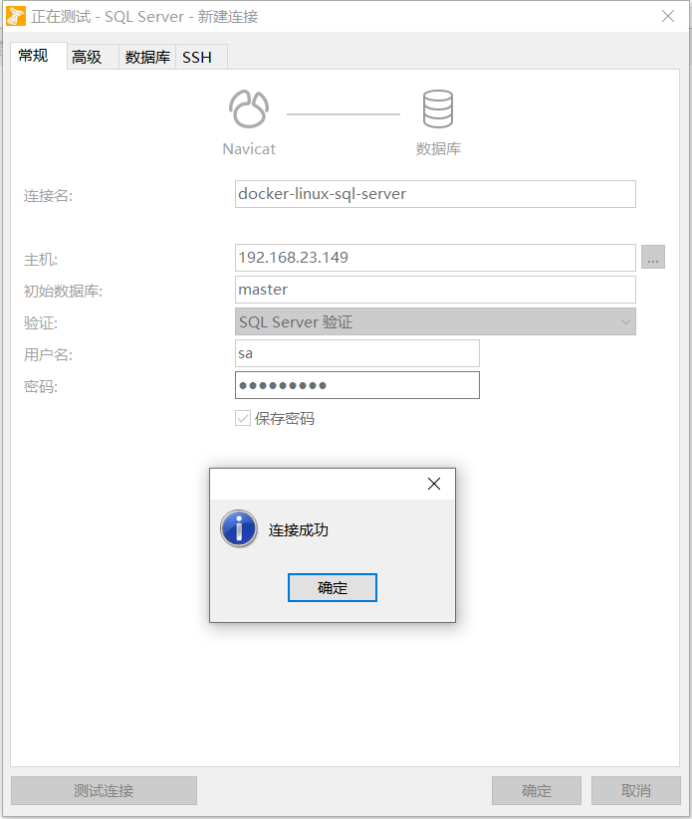 正在测试 - SQL Server - 新建连接
常规 高级 数据库 SSH
Navicat 数据库
连接名: docker-linux-sql-server
主机: 192.168.23.149 ...
初始数据库: master
验证: SQL Server 验证
用户名: sa
密码: ●●●●●●●●●
保存密码
连接成功
确定
测试连接 确定 取消